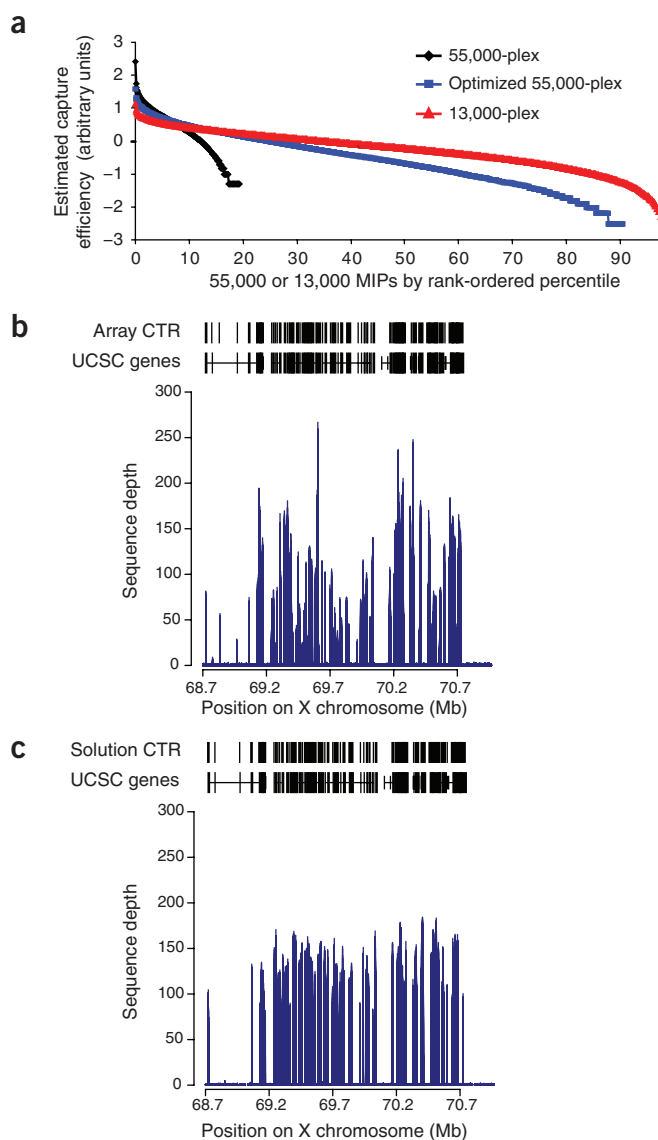 a
3
2
1
0
−1
−2
−3
Estimated capture
efficiency (arbitrary units)
55,000-plex
Optimized 55,000-plex
13,000-plex
0 10 20 30 40 50 60 70 80 90
55,000 or 13,000 MIPs by rank-ordered percentile
b
Array CTR
UCSC genes
300
250
200
150
100
50
0
Sequence depth
68.7 69.2 69.7 70.2 70.7
Position on X chromosome (Mb)
c
Solution CTR
UCSC genes
300
250
200
150
100
50
0
Sequence depth
68.7 69.2 69.7 70.2 70.7
Position on X chromosome (Mb)